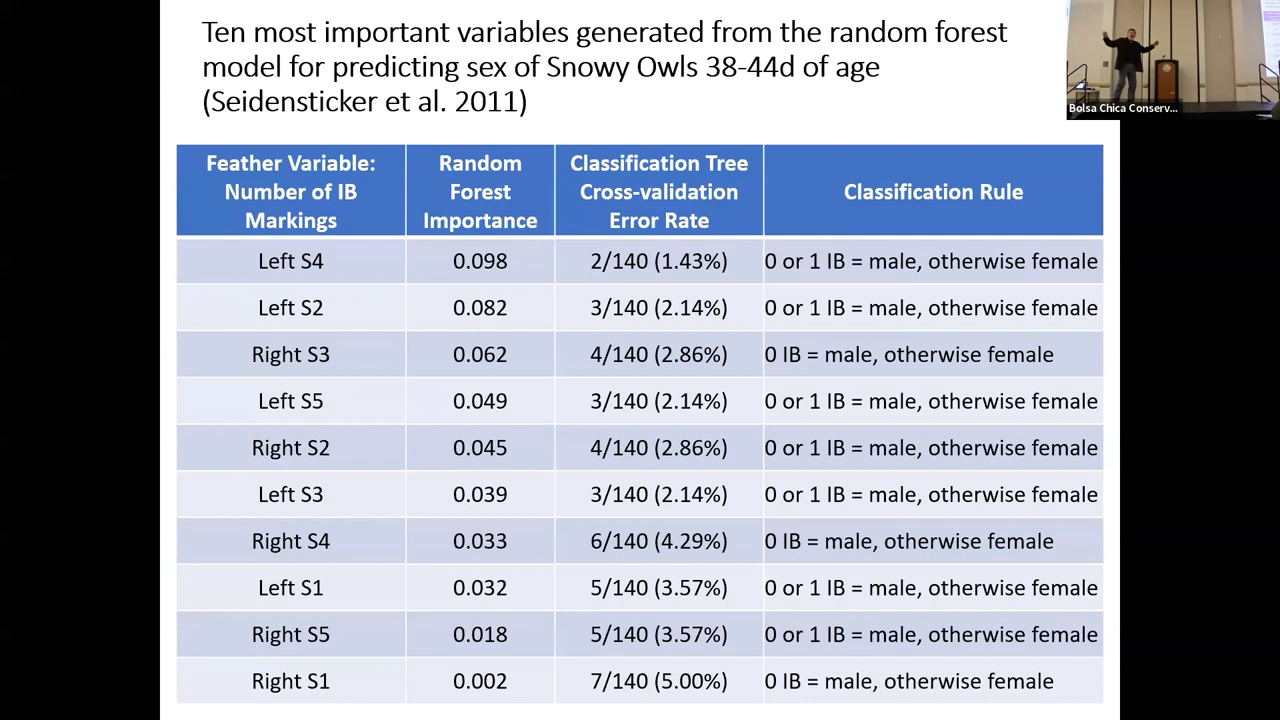 Ten most important variables generated from the random forest
model for predicting sex of Snowy Owls 38-44d of age
(Seidensticker et al. 2011)
Bolsa Chica Conserv...
Feather Variable: Number of IB Markings | Random Forest Importance | Classification Tree Cross-validation Error Rate | Classification Rule
Left S4 0.098 2/140 (1.43%) 0 or 1 IB = male, otherwise female
Left S2 0.082 3/140 (2.14%) 0 or 1 IB = male, otherwise female
Right S3 0.062 4/140 (2.86%) 0 IB = male, otherwise female
Left S5 0.049 3/140 (2.14%) 0 or 1 IB = male, otherwise female
Right S2 0.045 4/140 (2.86%) 0 or 1 IB = male, otherwise female
Left S3 0.039 3/140 (2.14%) 0 or 1 IB = male, otherwise female
Right S4 0.033 6/140 (4.29%) 0 IB = male, otherwise female
Left S1 0.032 5/140 (3.57%) 0 or 1 IB = male, otherwise female
Right S5 0.018 5/140 (3.57%) 0 or 1 IB = male, otherwise female
Right S1 0.002 7/140 (5.00%) 0 IB = male, otherwise female